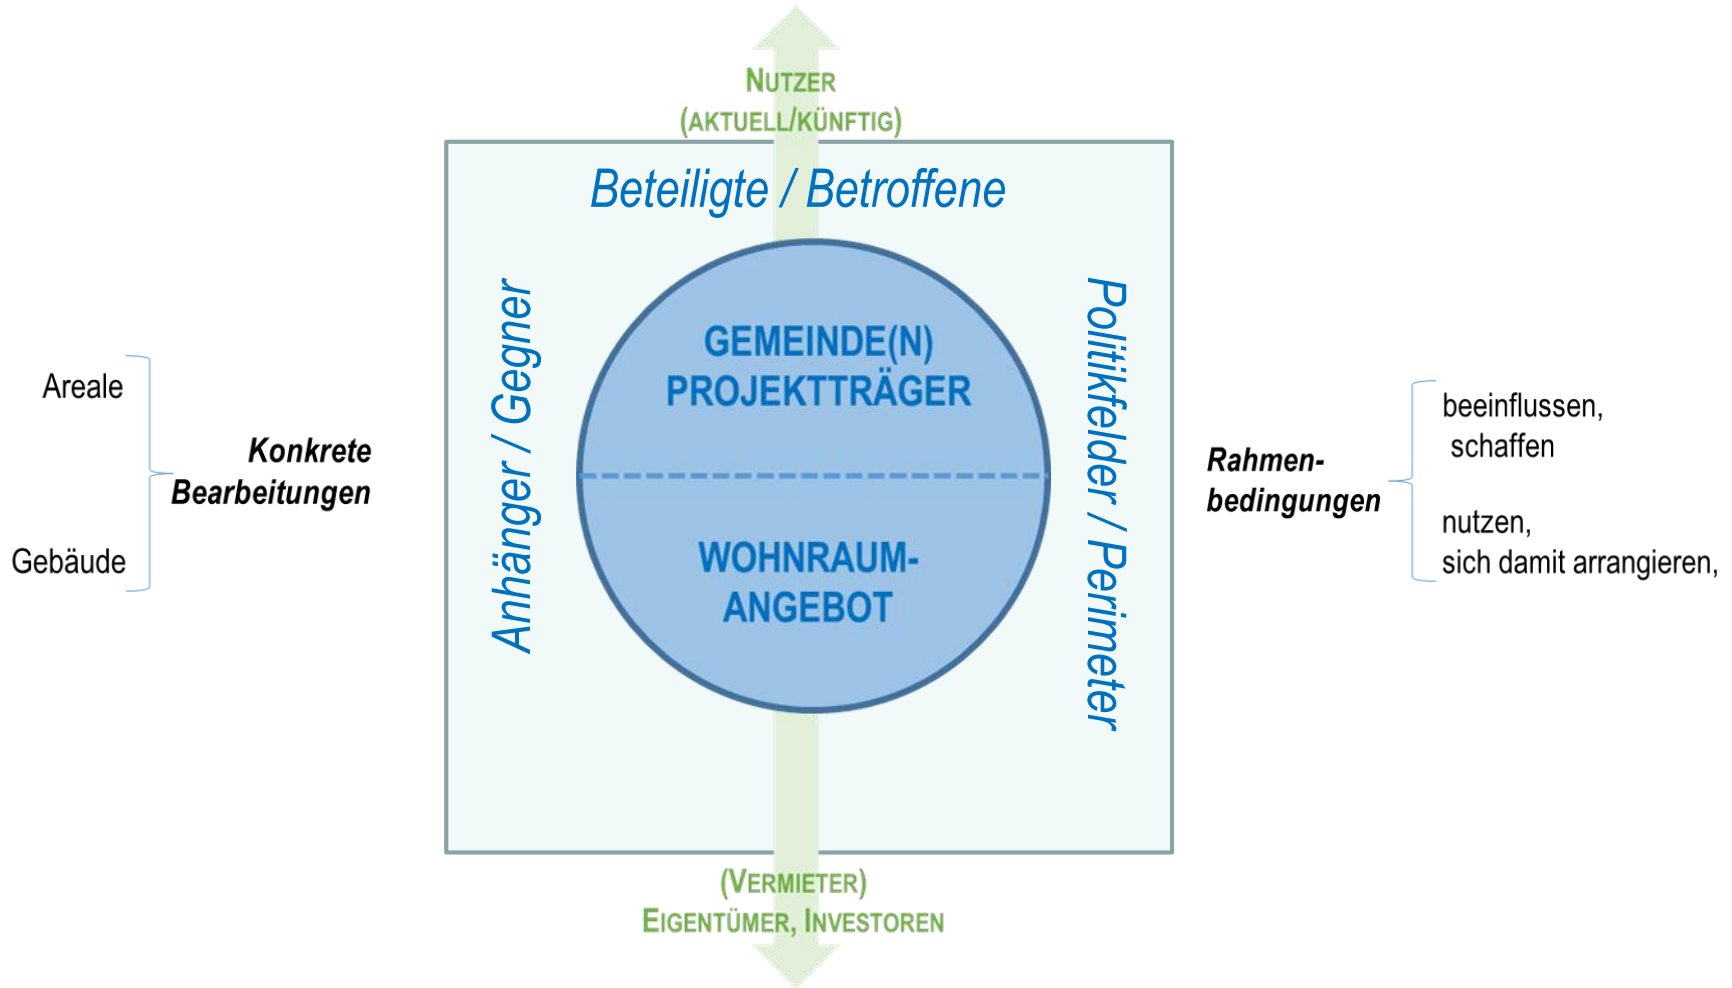 NUTZER
(AKTUELL/KÜNFTIG)
Beteiligte / Betroffene
Anhänger / Gegner
Politikfelder / Perimeter
GEMEINDE(N)
PROJEKTTRÄGER
WOHNRAUM-
ANGEBOT
Areale
Konkrete
Bearbeitungen
Gebäude
Rahmen-
bedingungen
beeinflussen,
schaffen
nutzen,
sich damit arrangieren,
(VERMIETER)
EIGENTÜMER, INVESTOREN